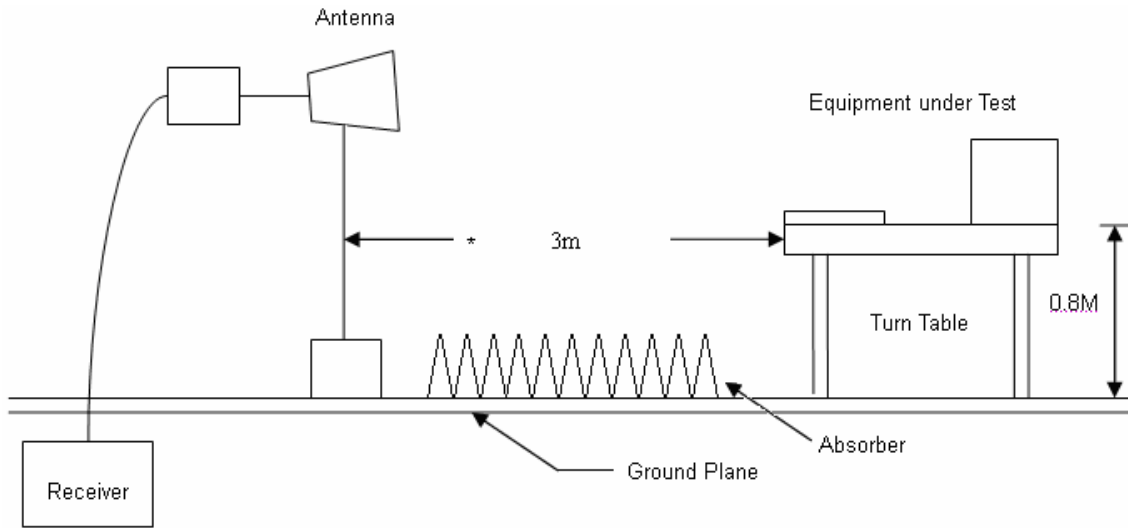 Antenna
Equipment under Test
* 3m
0.8M
Turn Table
Absorber
Ground Plane
Receiver